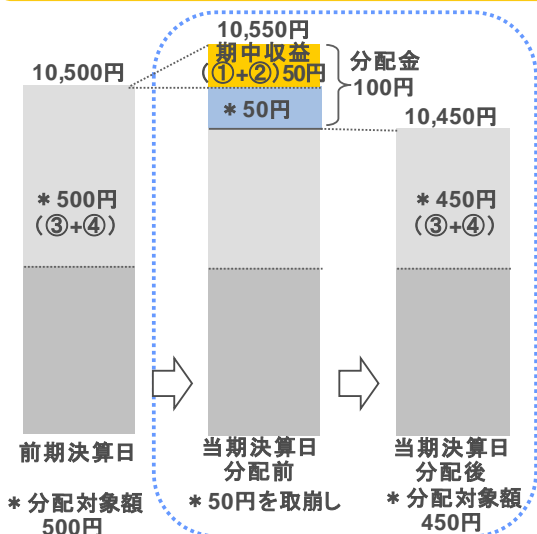 10,550円
期中収益
(①+②)50円
分配金
100円
10,500円
＊50円
10,450円
＊500円
(③+④)
＊450円
(③+④)
前期決算日
当期決算日
分配前
当期決算日
分配後
＊分配対象額
500円
＊50円を取崩し
＊分配対象額
450円